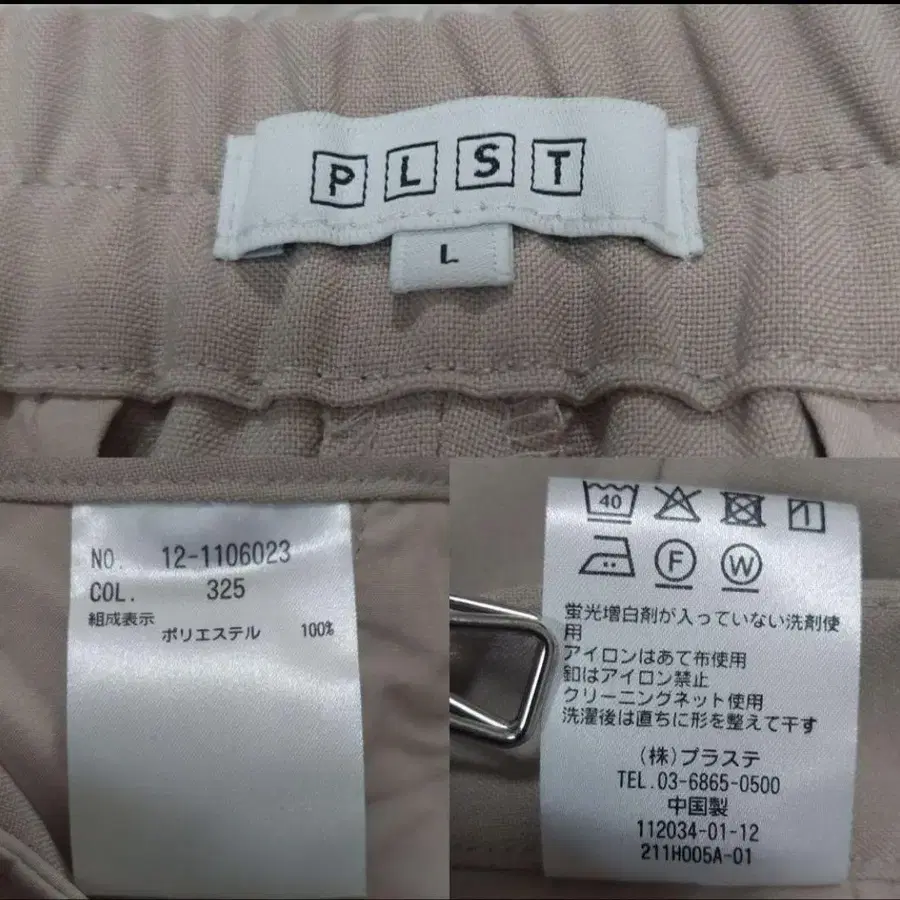 PLST
L
NO. 12-1106023
COL. 325
組成表示
ポリエステル 100%
40
F
W
蛍光増白剤が入っていない洗剤使
用
アイロンはあて布使用
釦はアイロン禁止
クリーニングネット使用
洗濯後は直ちに形を整えて干す
(株)プラステ
TEL.03-6865-0500
中国製
112034-01-12
211H005A-01